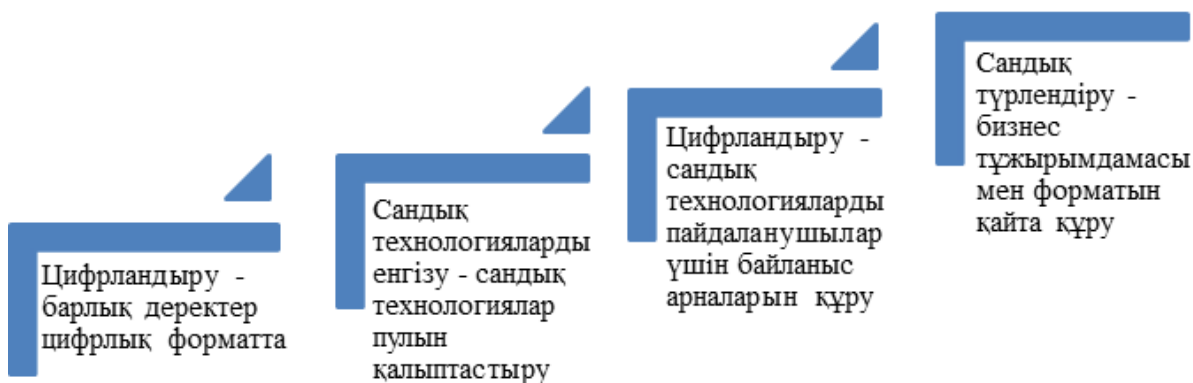 Цифрландыру -
барлық деректер
цифрлық форматта
Сандық
технологияларды
енгізу - сандық
технологиялар
пулын
қалыптастыру
Цифрландыру -
сандық
технологияларды
пайдаланушылар
үшін байланыс
арналарын құру
Сандық
түрлендіру -
бизнес
тұжырымдамасы
мен форматын
қайта құру